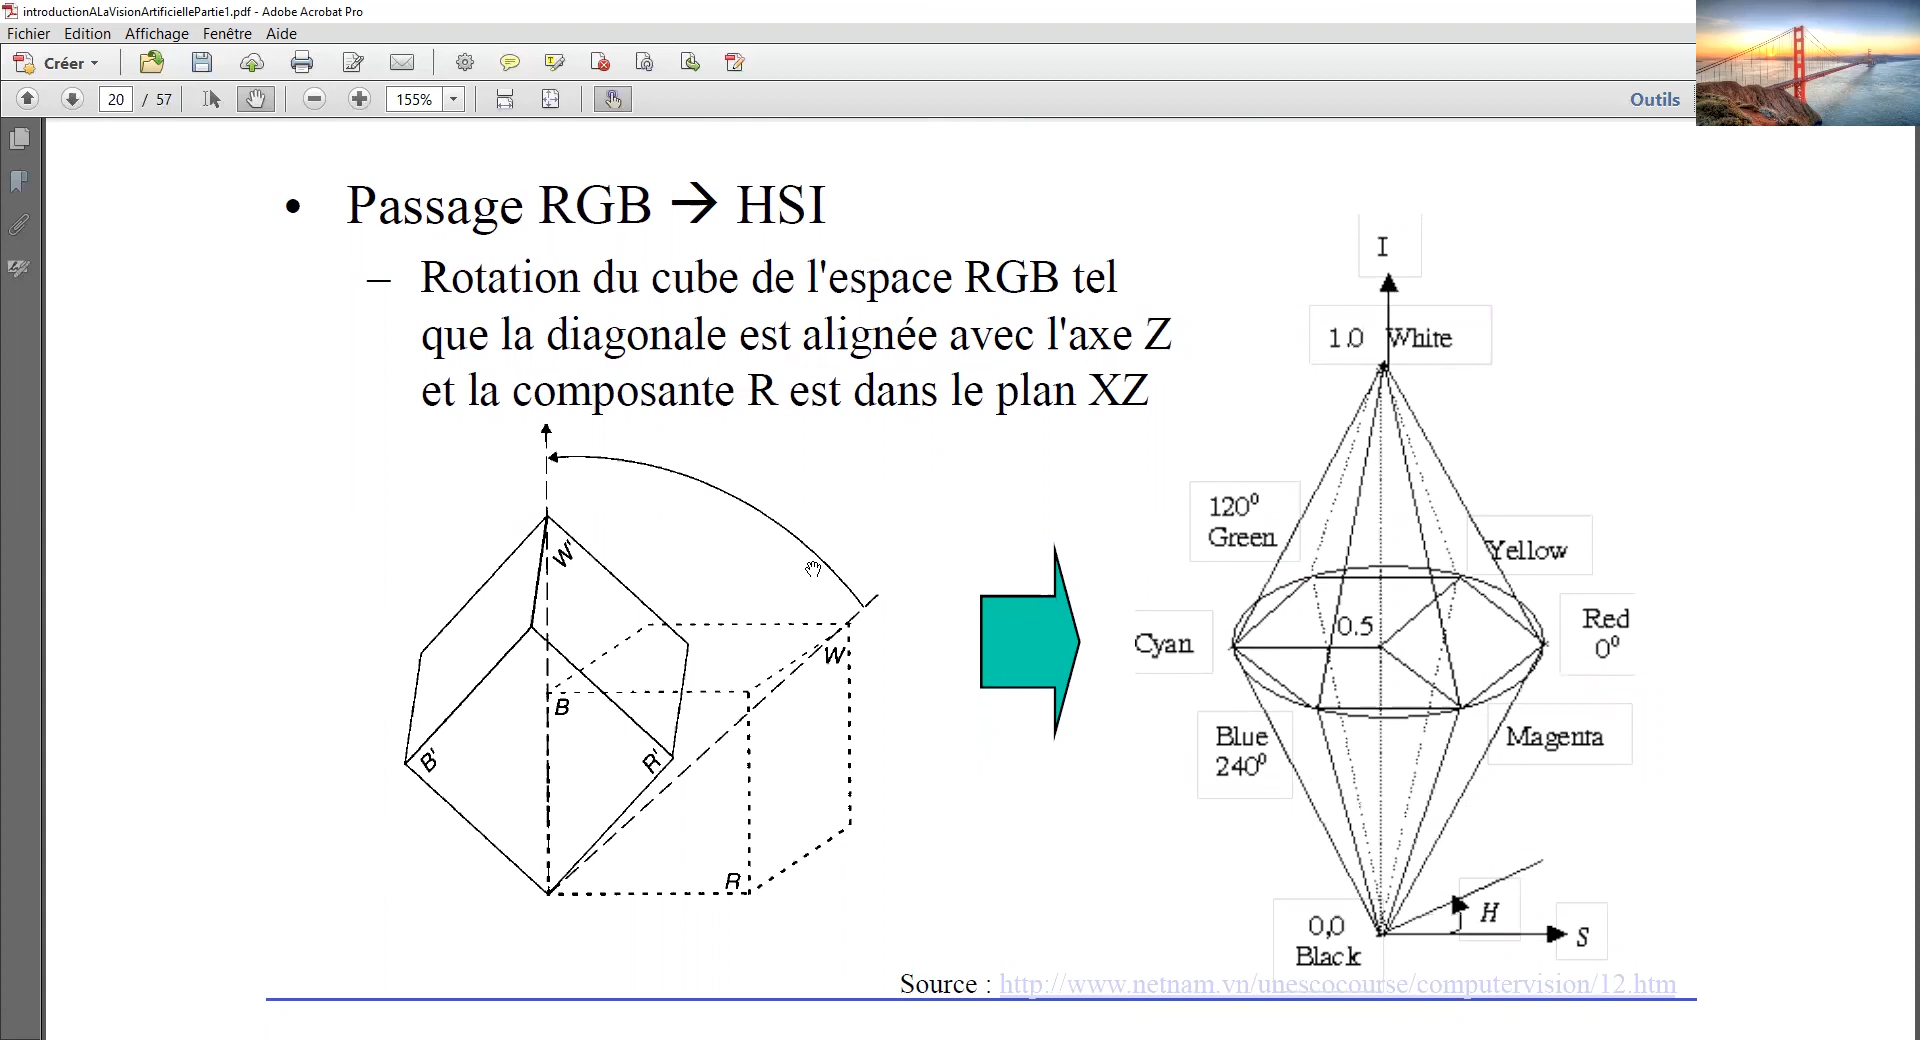 introductionALaVisionArtificiellePartie1.pdf - Adobe Acrobat Pro
Fichier Edition Affichage Fenêtre Aide
Créer
20 / 57 155% Outils
• Passage RGB → HSI
– Rotation du cube de l'espace RGB tel
que la diagonale est alignée avec l'axe Z
et la composante R est dans le plan XZ
W'
B'
R'
B
W
R
I
1.0 White
120⁰
Green
Yellow
Cyan
0.5
Red
0⁰
Blue
240⁰
Magenta
H
S
0,0
Black
Source : http://www.netnam.vn/unescocourse/computervision/12.htm